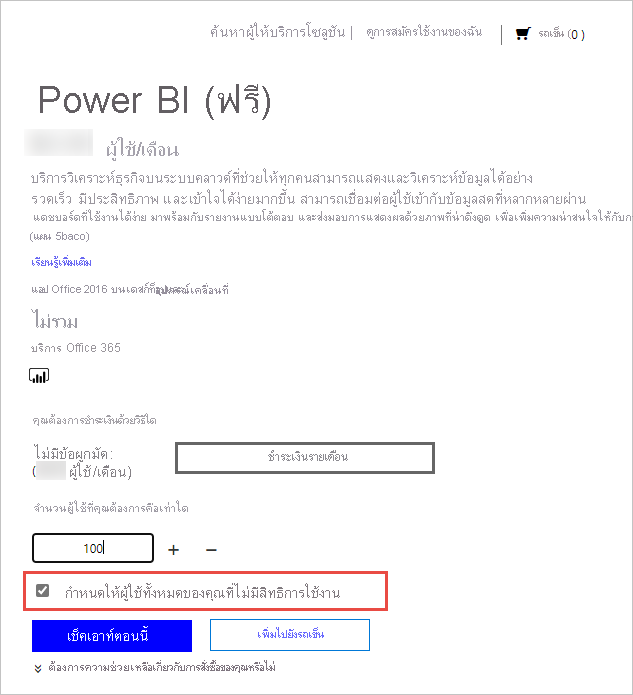 ค้นหาผู้ให้บริการโซลูชัน | ดูการสมัครใช้งานของฉัน | รถเข็น (0 )
Power BI (ฟรี)
ผู้ใช้/เดือน
บริการวิเคราะห์ธุรกิจบนระบบคลาวด์ที่ช่วยให้ทุกคนสามารถแสดงและวิเคราะห์ข้อมูลได้อย่าง
รวดเร็ว มีประสิทธิภาพ และเข้าใจได้ง่ายมากขึ้น สามารถเชื่อมต่อผู้ใช้เข้ากับข้อมูลสดที่หลากหลายผ่าน
แดชบอร์ดที่ใช้งานได้ง่าย มาพร้อมกับรายงานแบบโต้ตอบ และส่งมอบการแสดงผลด้วยภาพที่น่าดึงดูด เพื่อเพิ่มความน่าสนใจให้กับ
(แผน 5baco)
เรียนรู้เพิ่มเติม
แอป Office 2016 บนเดสก์ท็อปและอุปกรณ์เคลื่อนที่
ไม่รวม
บริการ Office 365
คุณต้องการชำระเงินด้วยวิธีใด
ไม่มีข้อผูกมัด: ชำระเงินรายเดือน
( ผู้ใช้/เดือน)
จำนวนผู้ใช้ที่คุณต้องการคือเท่าใด
100 + −
กำหนดให้ผู้ใช้ทั้งหมดของคุณที่ไม่มีสิทธิการใช้งาน
เช็คเอาท์ตอนนี้ เพิ่มไปยังรถเข็น
ต้องการความช่วยเหลือเกี่ยวกับการสั่งซื้อของคุณหรือไม่